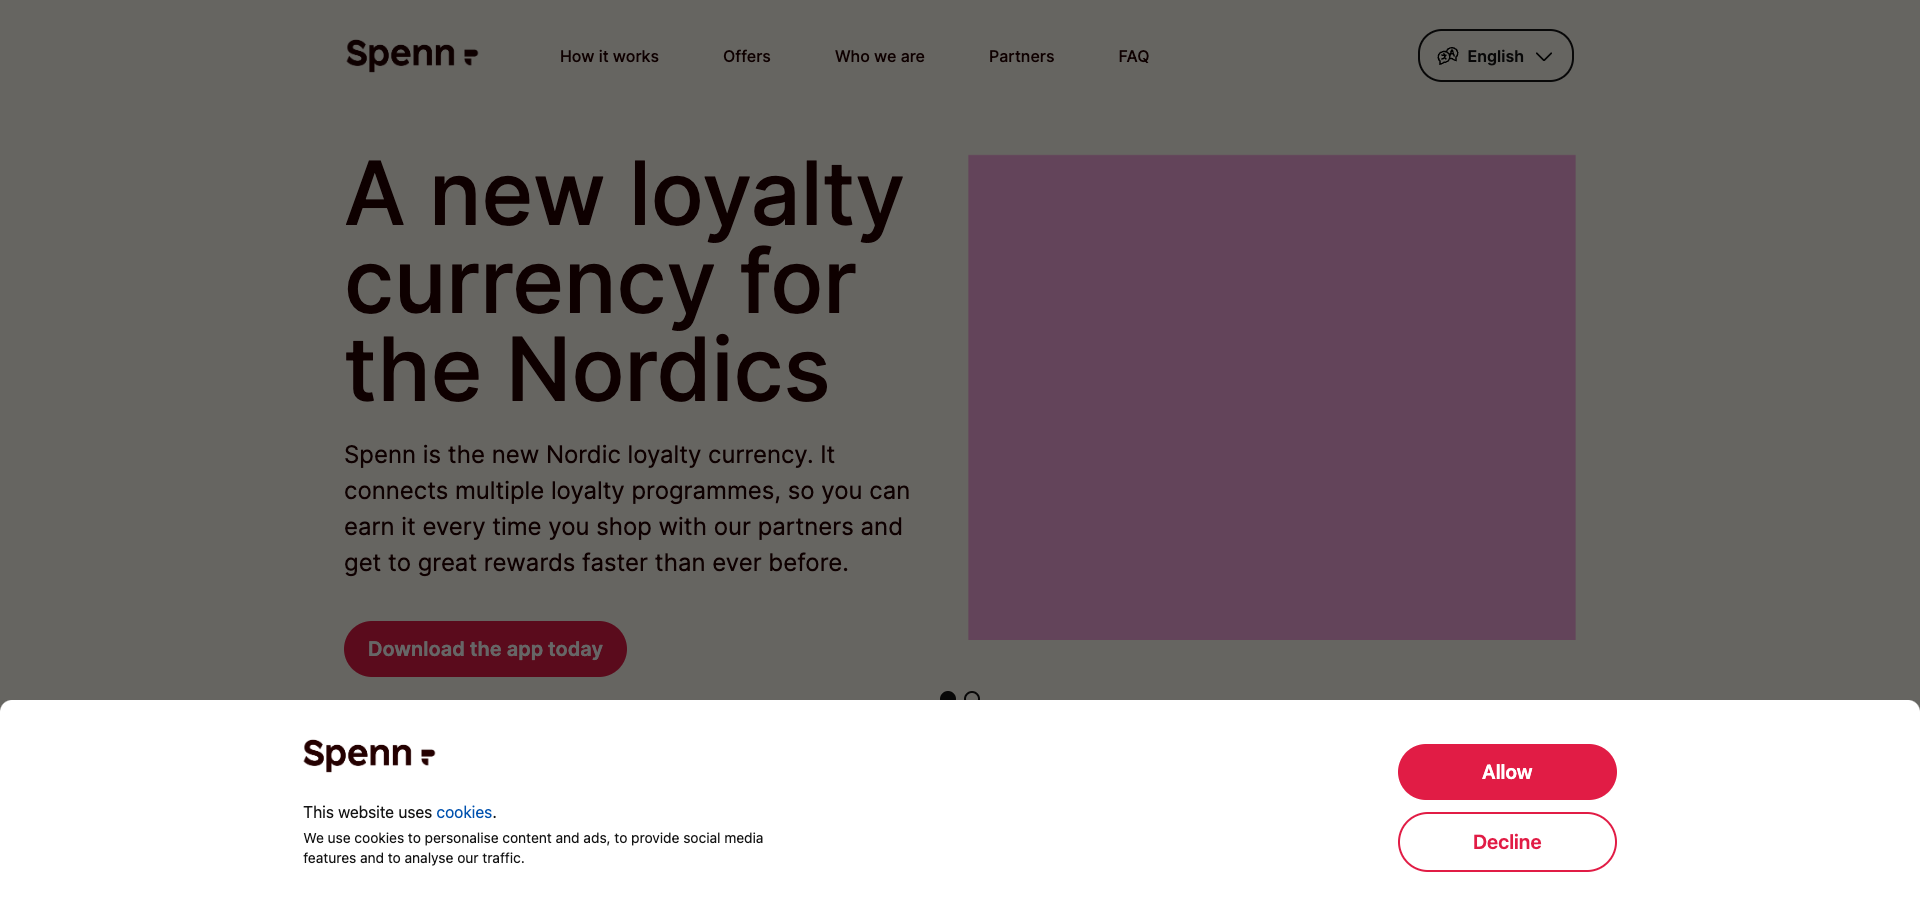 Spenn
How it works
Offers
Who we are
Partners
FAQ
English
A new loyalty
currency for
the Nordics
Spenn is the new Nordic loyalty currency. It
connects multiple loyalty programmes, so you can
earn it every time you shop with our partners and
get to great rewards faster than ever before.
Download the app today
Spenn
This website uses cookies.
We use cookies to personalise content and ads, to provide social media
features and to analyse our traffic.
Allow
Decline